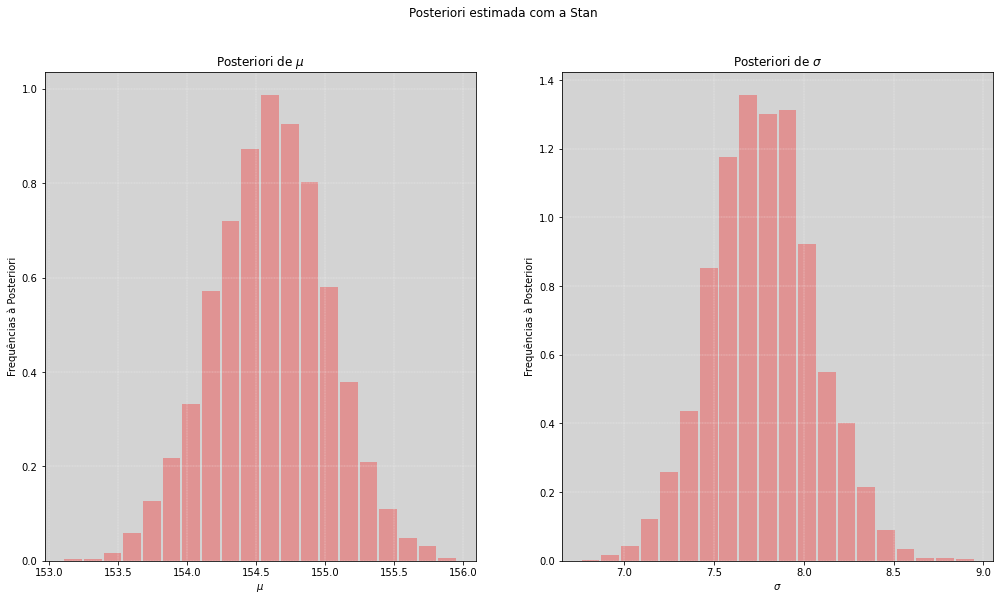 Posteriori estimada com a Stan
Posteriori de μ
Frequências à Posteriori
1.0
0.8
0.6
0.4
0.2
0.0
153.0 153.5 154.0 154.5 155.0 155.5 156.0
μ
Posteriori de σ
Frequências à Posteriori
1.4
1.2
1.0
0.8
0.6
0.4
0.2
0.0
7.0 7.5 8.0 8.5 9.0
σ